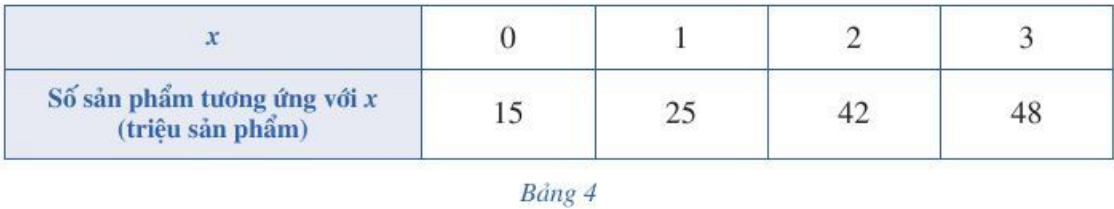 x 0 1 2 3
Số sản phẩm tương ứng với x
(triệu sản phẩm) 15 25 42 48
Bảng 4